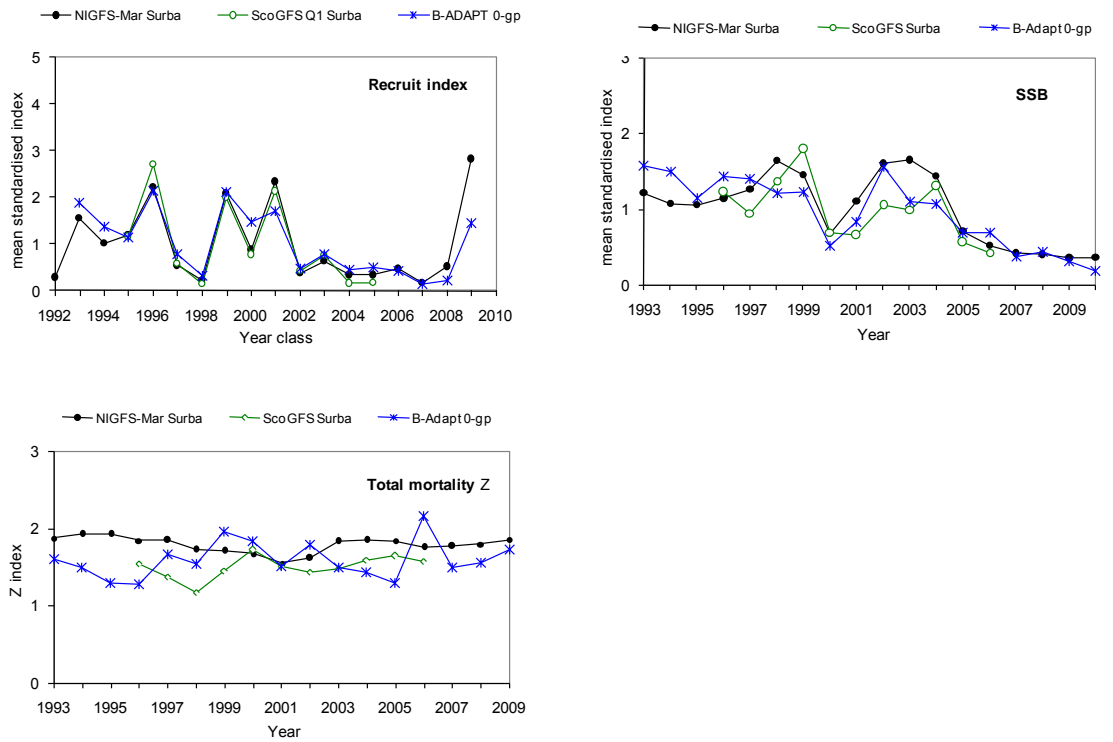 NIGFS-Mar Surba ScoGFS Q1 Surba B-ADAPT 0-gp
Recruit index
mean standardised index
5
4
3
2
1
0
1992 1994 1996 1998 2000 2002 2004 2006 2008 2010
Year class
NIGFS-Mar Surba ScoGFS Surba B-Adapt 0-gp
SSB
mean standardised index
3
2
1
0
1993 1995 1997 1999 2001 2003 2005 2007 2009
Year
NIGFS-Mar Surba ScoGFS Surba B-Adapt 0-gp
Total mortality Z
Z index
3
2
1
0
1993 1995 1997 1999 2001 2003 2005 2007 2009
Year